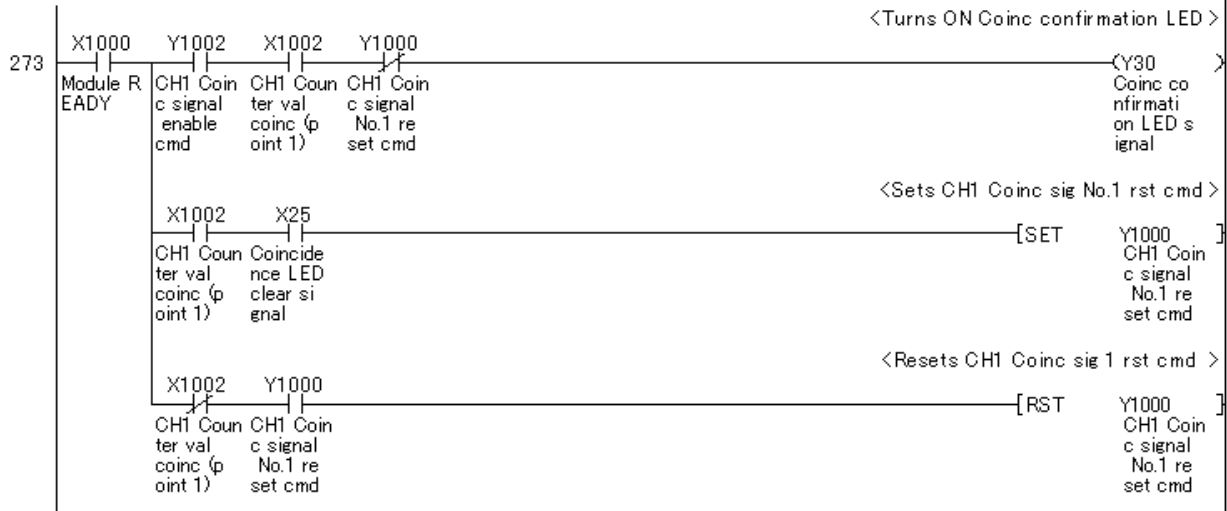 <Turns ON Coinc confirmation LED >
X1000 Y1002 X1002 Y1000
273 Y30
Module R CH1 Coin CH1 Coun CH1 Coin Coinc co
EADY c signal ter val c signal nfirmati
enable coinc (p No.1 re on LED s
cmd oint 1) set cmd ignal
<Sets CH1 Coinc sig No.1 rst cmd >
X1002 X25
SET Y1000
CH1 Coun Coincide CH1 Coin
ter val nce LED c signal
coinc (p clear si No.1 re
oint 1) gnal set cmd
<Resets CH1 Coinc sig 1 rst cmd >
X1002 Y1000
RST Y1000
CH1 Coun CH1 Coin CH1 Coin
ter val c signal c signal
coinc (p No.1 re No.1 re
oint 1) set cmd set cmd